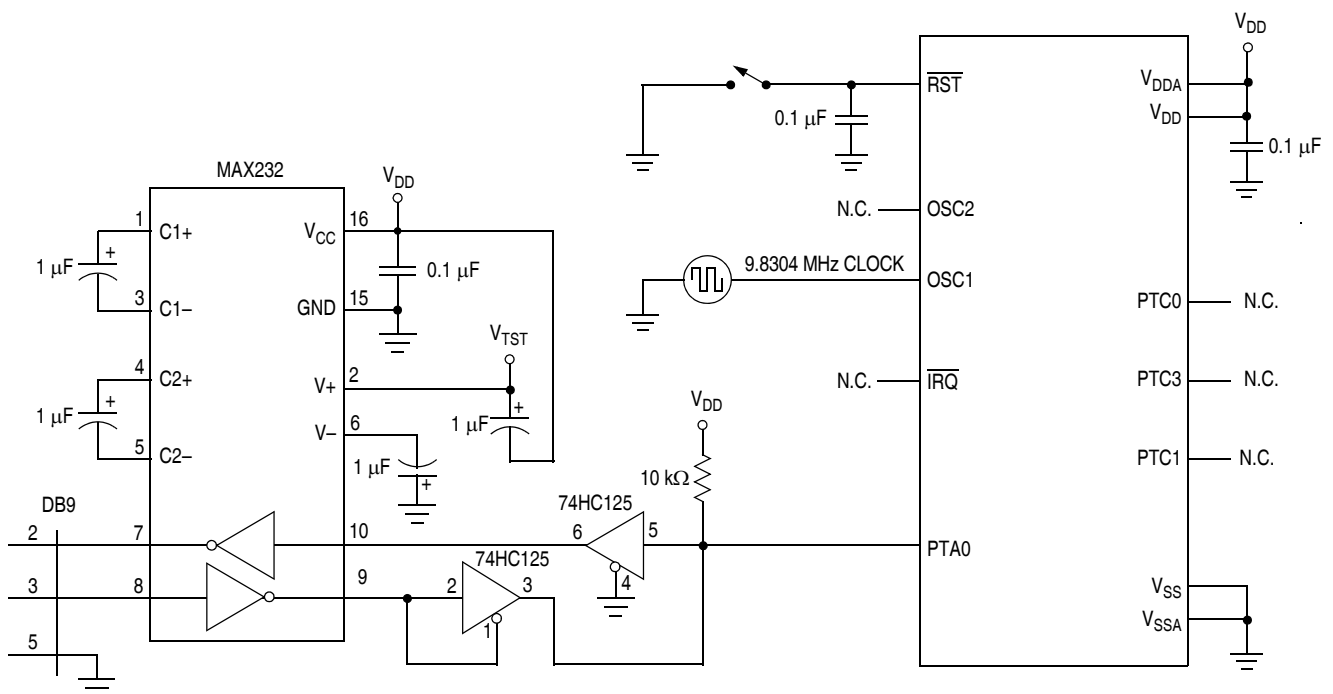 V_DD
RST
V_DDA
V_DD
0.1 µF
0.1 µF
MAX232
V_DD
N.C.
OSC2
1
C1+
V_CC
16
1 µF
+
0.1 µF
9.8304 MHz CLOCK
OSC1
3
C1–
GND
15
PTC0
N.C.
V_TST
4
C2+
V+
2
N.C.
IRQ
PTC3
N.C.
1 µF
+
1 µF
+
V_DD
V–
6
5
C2–
1 µF
+
PTC1
N.C.
10 kΩ
DB9
74HC125
2
7
10
6
5
PTA0
74HC125
4
3
8
9
2
3
V_SS
1
V_SSA
5